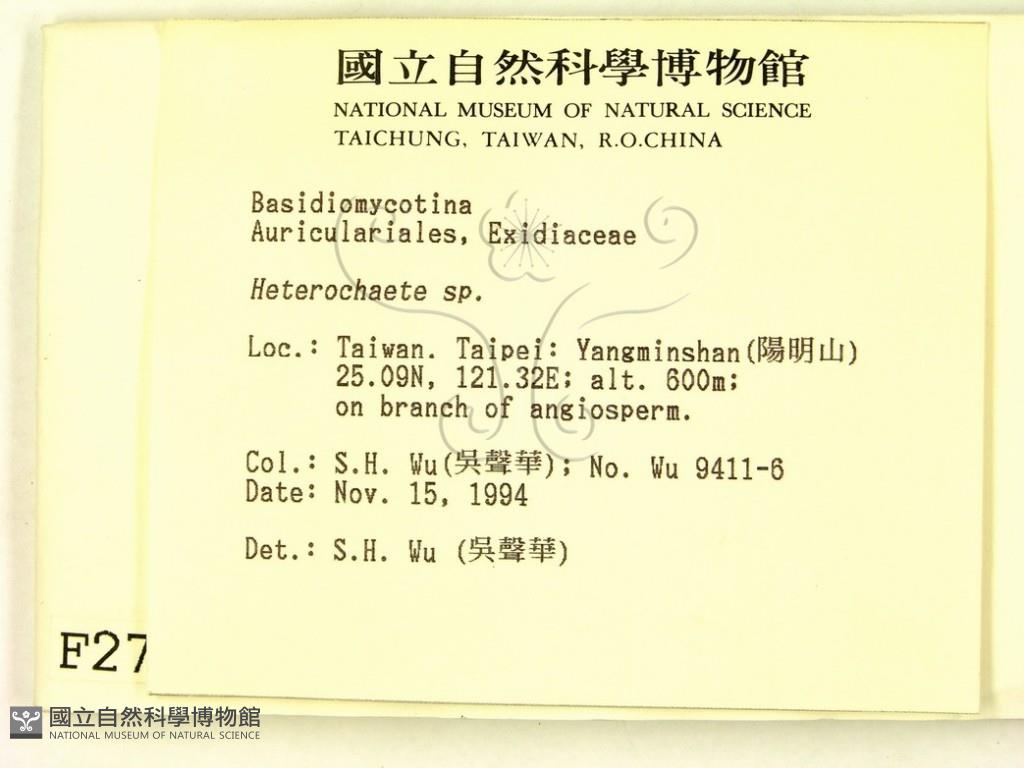 國立自然科學博物館
NATIONAL MUSEUM OF NATURAL SCIENCE
TAICHUNG, TAIWAN, R.O.CHINA
Basidiomycotina
Auriculariales, Exidiaceae
Heterochaete sp.
Loc.: Taiwan. Taipei: Yangminshan(陽明山)
25.09N, 121.32E; alt. 600m;
on branch of angiosperm.
Col.: S.H. Wu(吳聲華); No. Wu 9411-6
Date: Nov. 15, 1994
Det.: S.H. Wu (吳聲華)
F27
國立自然科學博物館
NATIONAL MUSEUM OF NATURAL SCIENCE